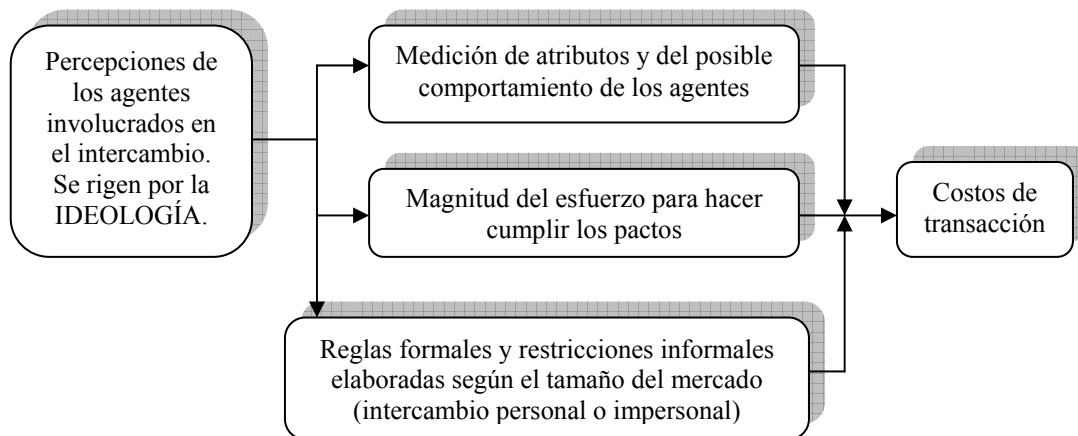 Percepciones de
los agentes
involucrados en
el intercambio.
Se rigen por la
IDEOLOGÍA.
Medición de atributos y del posible
comportamiento de los agentes
Magnitud del esfuerzo para hacer
cumplir los pactos
Reglas formales y restricciones informales
elaboradas según el tamaño del mercado
(intercambio personal o impersonal)
Costos de
transacción